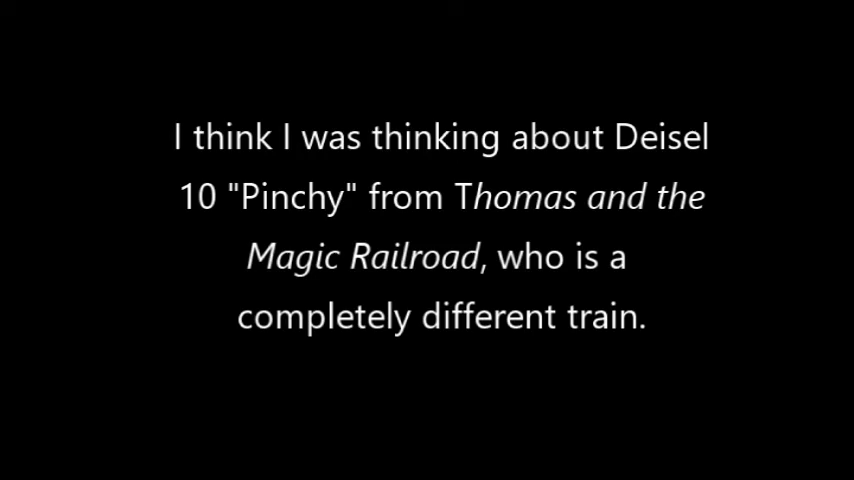 I think I was thinking about Deisel
10 "Pinchy" from Thomas and the
Magic Railroad, who is a
completely different train.